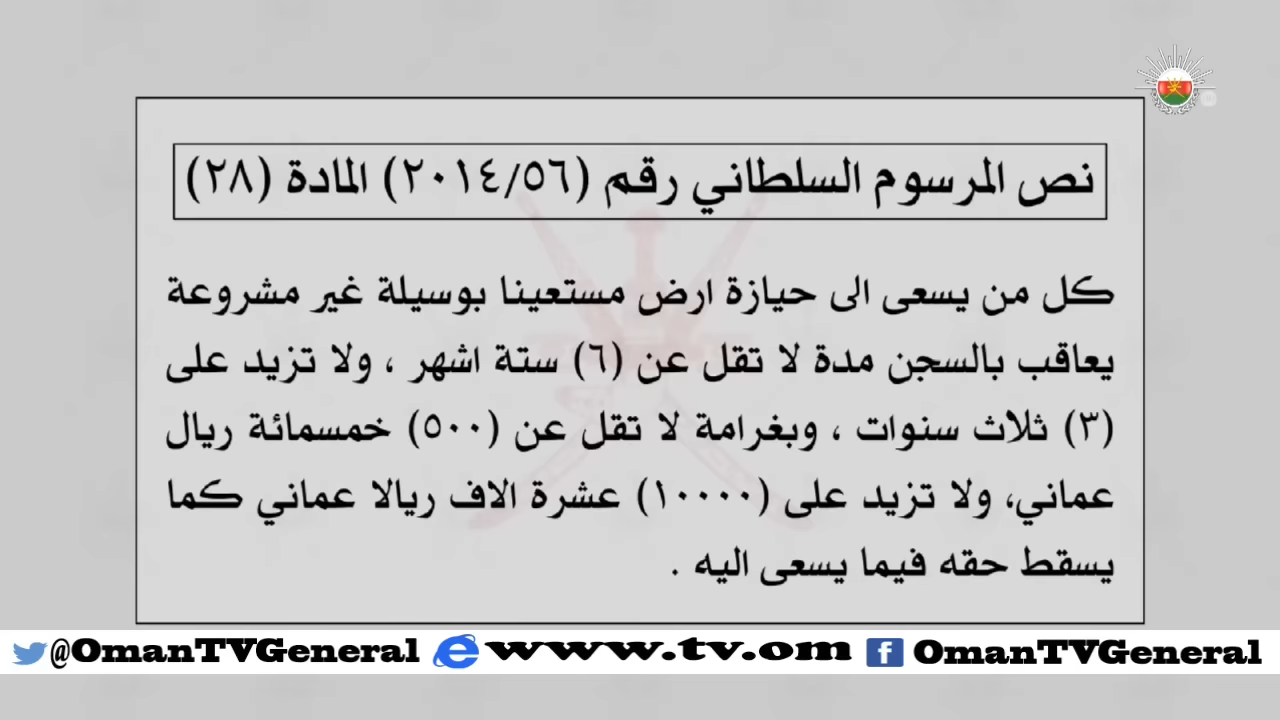 نص المرسوم السلطاني رقم (٢٠١٤/٥٦) المادة (٢٨)
كل من يسعى الى حيازة ارض مستعينا بوسيلة غير مشروعة
يعاقب بالسجن مدة لا تقل عن (٦) ستة اشهر ، ولا تزيد على
(٣) ثلاث سنوات ، وبغرامة لا تقل عن (٥٠٠) خمسمائة ريال
عماني، ولا تزيد على (١٠٠٠٠) عشرة الاف ريالا عماني كما
يسقط حقه فيما يسعى اليه .
@OmanTVGeneral www.tv.om OmanTVGeneral